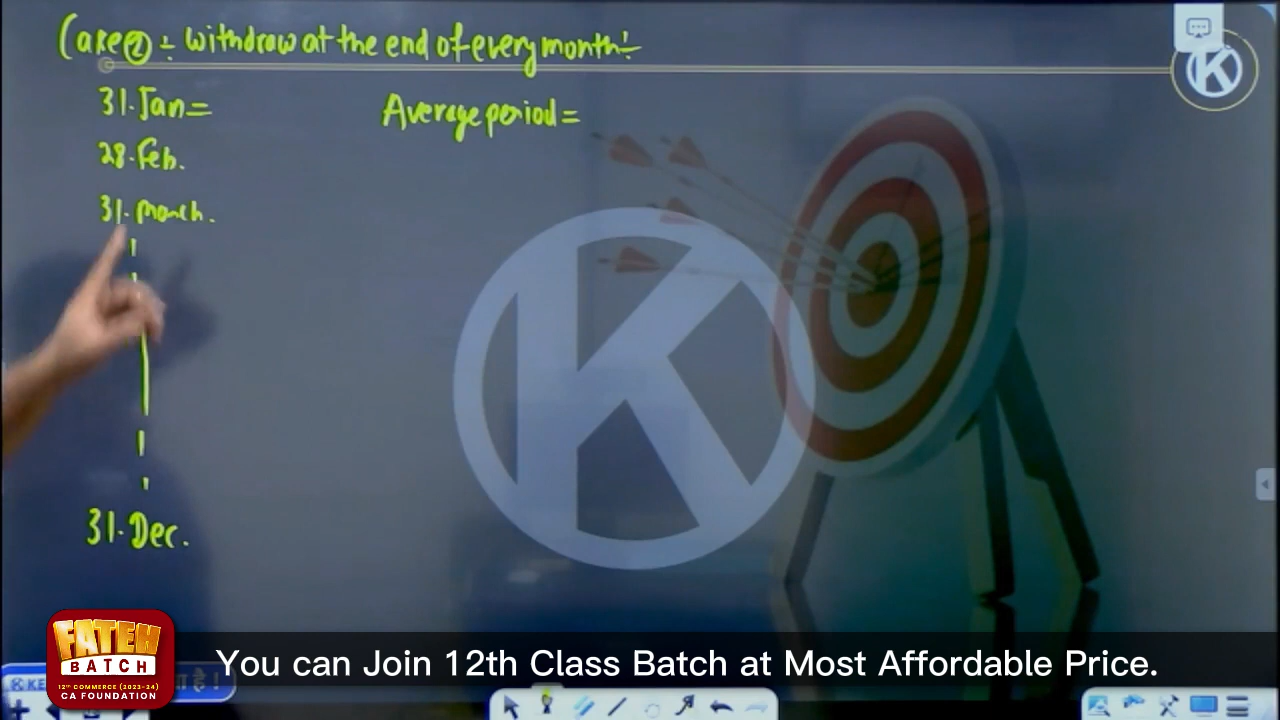 Case② :- Withdraw at the end of every month:-
31. Jan =
Average period =
28. Feb.
31. March.
31. Dec.
FATEH
BATCH
12TH COMMERCE (2023-24)
CA FOUNDATION
You can Join 12th Class Batch at Most Affordable Price.